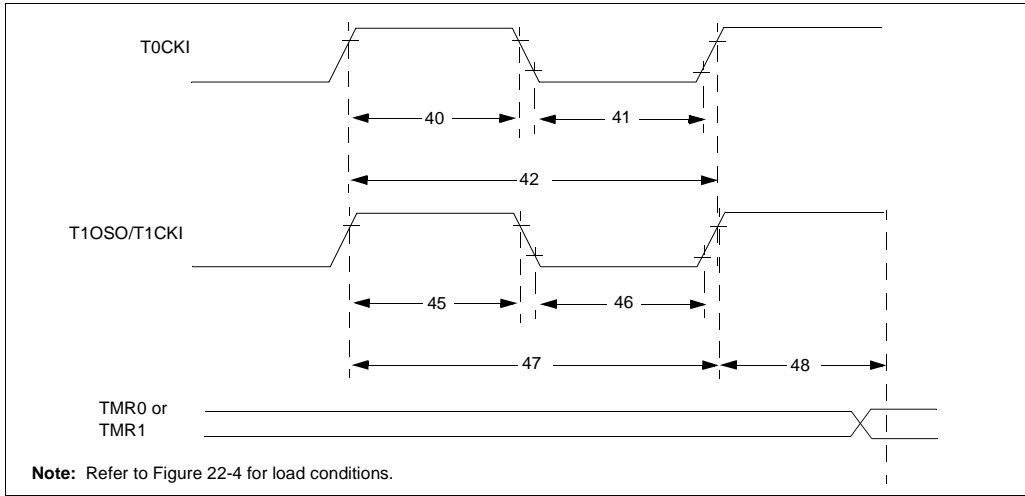 T0CKI
40
41
42
T1OSO/T1CKI
45
46
47
48
TMR0 or
TMR1
Note: Refer to Figure 22-4 for load conditions.